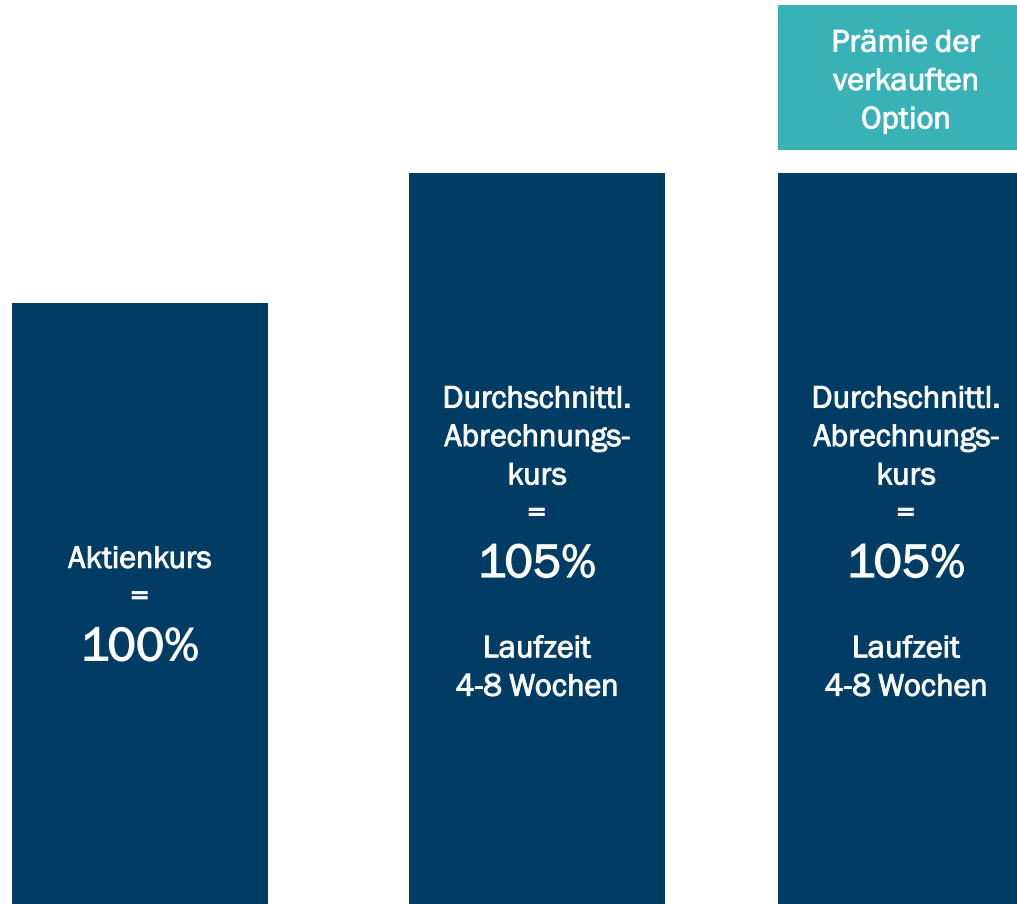 Aktienkurs
=
100%
Durchschnittl.
Abrechnungs-
kurs
=
105%
Laufzeit
4-8 Wochen
Prämie der
verkauften
Option
Durchschnittl.
Abrechnungs-
kurs
=
105%
Laufzeit
4-8 Wochen